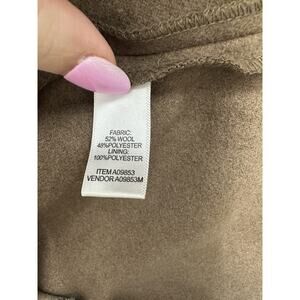 FABRIC:
52% WOOL
48%POLYESTER
LINING:
100%POLYESTER
ITEM A09853
VENDOR A09853M